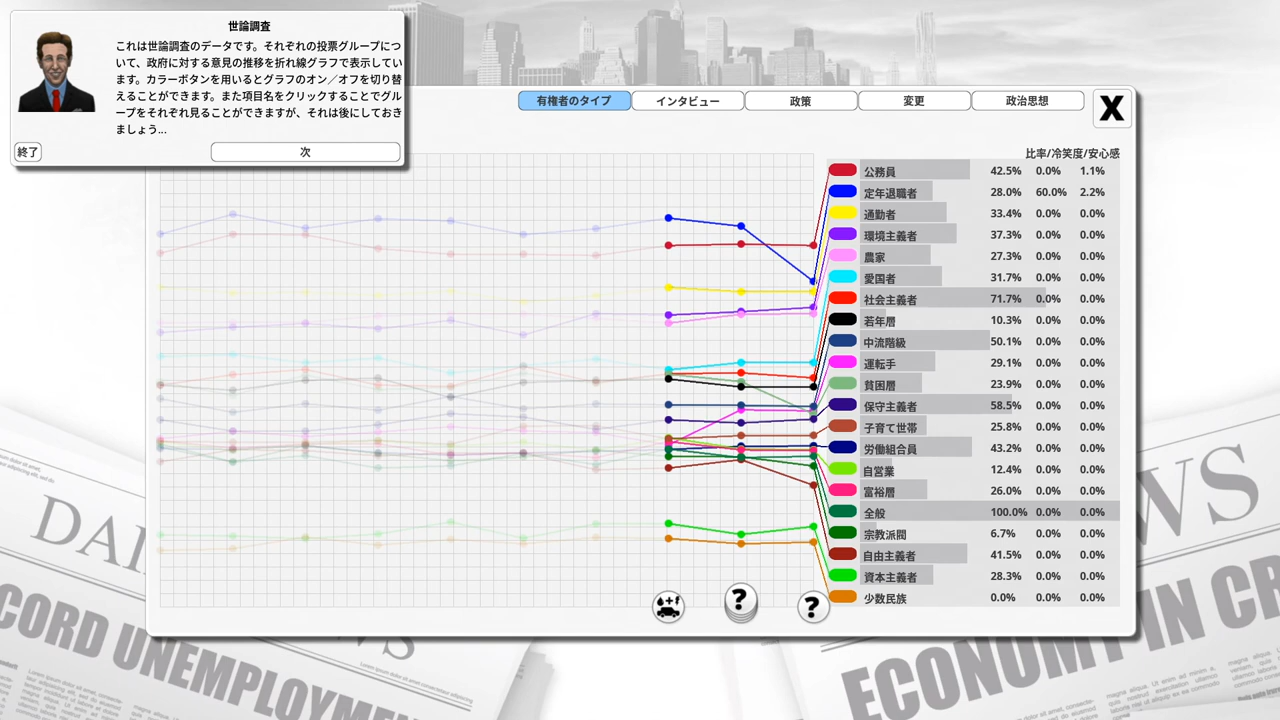 世論調査
これは世論調査のデータです。それぞれの投票グループにつ
いて、政府に対する意見の推移を折れ線グラフで表示してい
ます。カラーボタンを用いるとグラフのオン／オフを切り替
えることができます。また項目名をクリックすることでグル
ープをそれぞれ見ることができますが、それは後にしておき
ましょう...
終了
次
有権者のタイプ
インタビュー
政策
変更
政治思想
X
比率/冷笑度/安心感
公務員 42.5% 0.0% 1.1%
定年退職者 28.0% 60.0% 2.2%
通勤者 33.4% 0.0% 0.0%
環境主義者 37.3% 0.0% 0.0%
農家 27.3% 0.0% 0.0%
愛国者 31.7% 0.0% 0.0%
社会主義者 71.7% 0.0% 0.0%
若年層 10.3% 0.0% 0.0%
中流階級 50.1% 0.0% 0.0%
運転手 29.1% 0.0% 0.0%
貧困層 23.9% 0.0% 0.0%
保守主義者 58.5% 0.0% 0.0%
子育て世帯 25.8% 0.0% 0.0%
労働組合員 43.2% 0.0% 0.0%
自営業 12.4% 0.0% 0.0%
富裕層 26.0% 0.0% 0.0%
全般 100.0% 0.0% 0.0%
宗教派閥 6.7% 0.0% 0.0%
自由主義者 41.5% 0.0% 0.0%
資本主義者 28.3% 0.0% 0.0%
少数民族 0.0% 0.0% 0.0%
? ?
DAI
NEWS
CORD UNEMPLOYMEN
ECONOMY IN CR